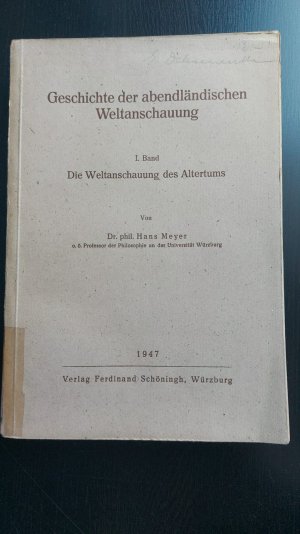 Geschichte der abendländischen
Weltanschauung
I. Band
Die Weltanschauung des Altertums
Von
Dr. phil. Hans Meyer
o. ö. Professor der Philosophie an der Universität Würzburg
1947
Verlag Ferdinand Schöningh, Würzburg